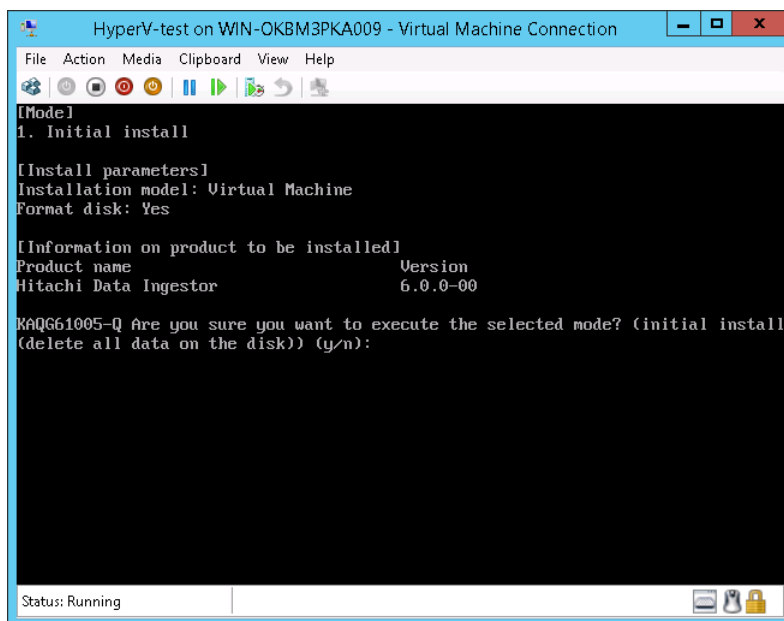 HyperV-test on WIN-OKBM3PKA009 - Virtual Machine Connection
File Action Media Clipboard View Help
[Mode]
1. Initial install
[Install parameters]
Installation model: Virtual Machine
Format disk: Yes
[Information on product to be installed]
Product name Version
Hitachi Data Ingestor 6.0.0-00
KAQG61005-Q Are you sure you want to execute the selected mode? (initial install
(delete all data on the disk)) (y/n):
Status: Running